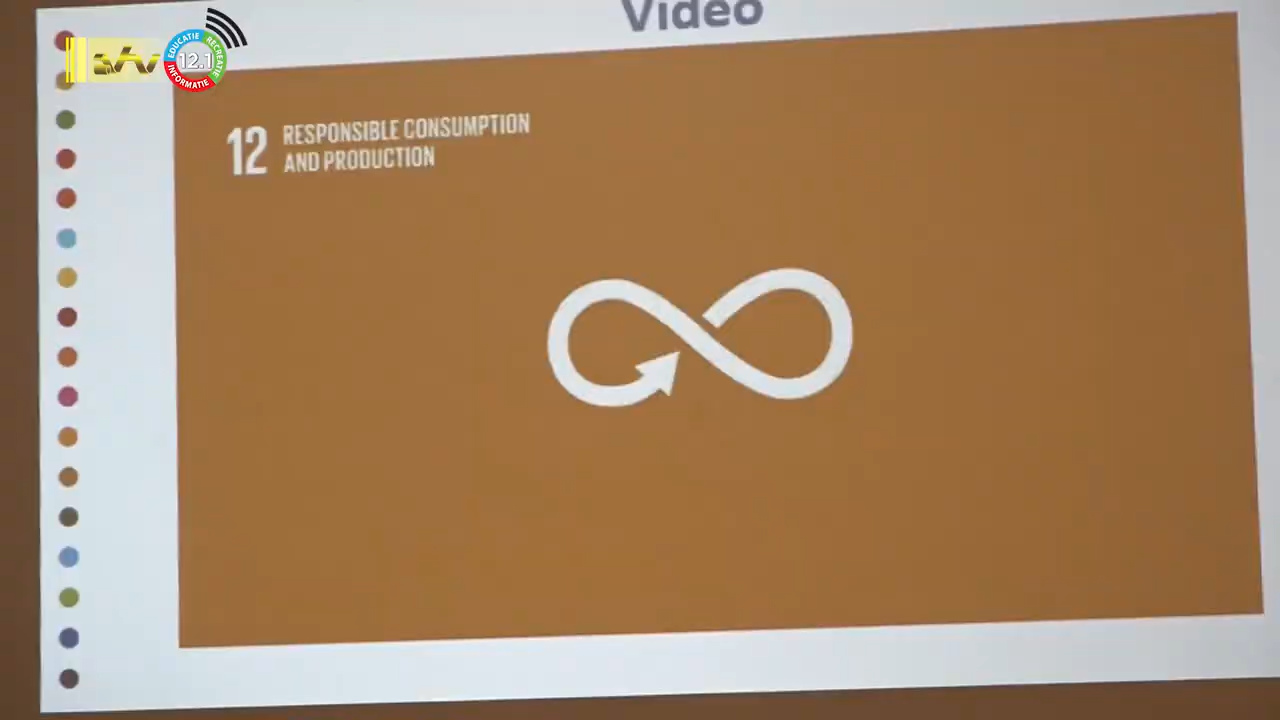 Video
EDUCATIE
RECREATIE
12.1
INFORMATIE
12 RESPONSIBLE CONSUMPTION
AND PRODUCTION